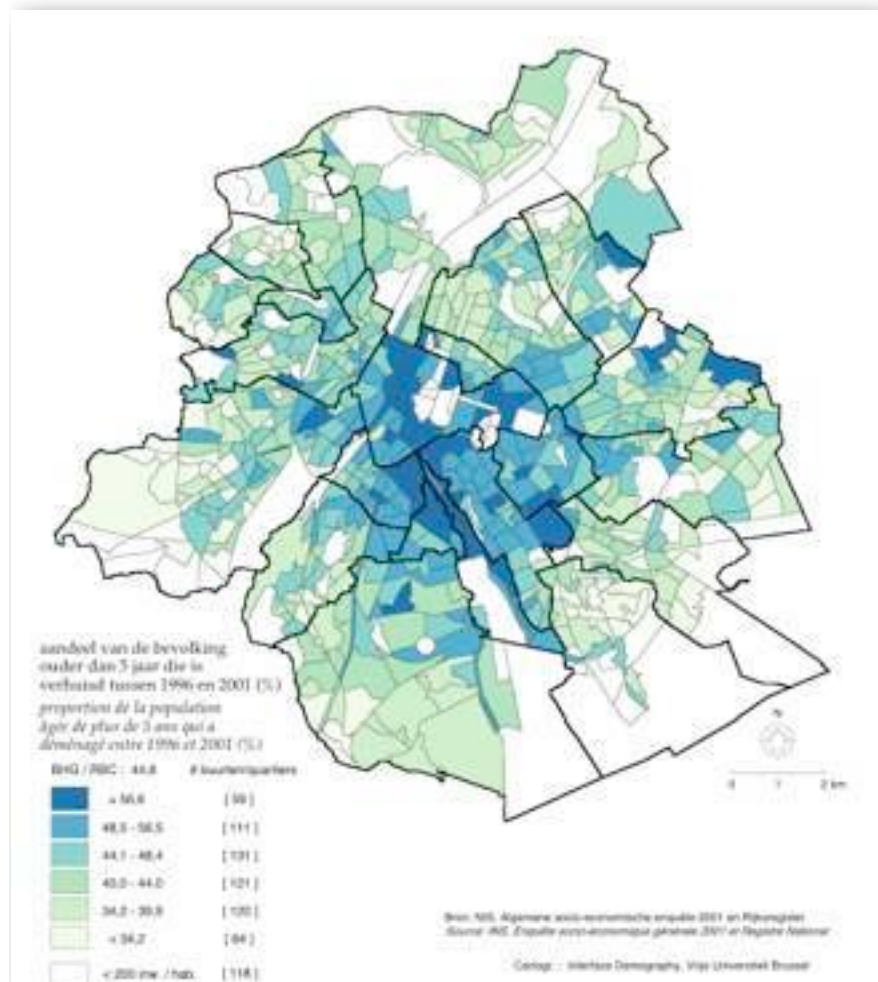 aandeel van de bevolking
ouder dan 5 jaar die is
verhuisd tussen 1996 en 2001 (%)
proportion de la population
âgée de plus de 5 ans qui a
déménagé entre 1996 et 2001 (%)
BHG / RBC : 44,8 # buurten/quartiers
56,6 [ 59 ]
48,5 - 56,5 [ 111 ]
44,1 - 48,4 [ 131 ]
40,0 - 44,0 [ 121 ]
34,2 - 39,9 [ 120 ]
< 34,2 [ 84 ]
< 200 inw. / hab. [ 118 ]
N
0 1 2 km
Bron: NIS, Algemene socio-economische enquête 2001 en Rijksregister
Source: INS, Enquête socio-économique générale 2001 et Registre National
Cartogr. : Interface Demography, Vrije Universiteit Brussel